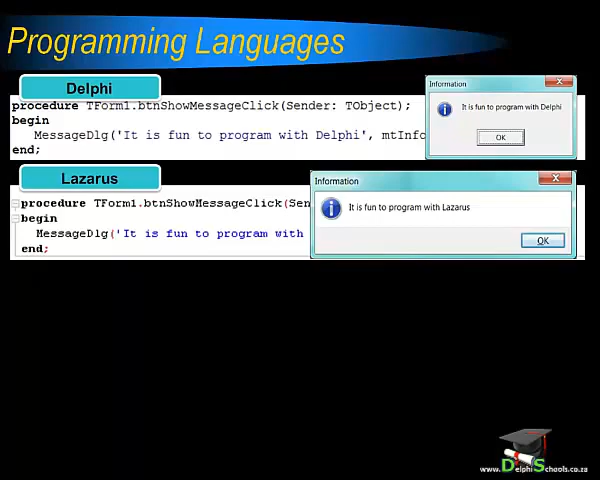 Programming Languages
Delphi
procedure TForm1.btnShowMessageClick(Sender: TObject);
begin
MessageDlg('It is fun to program with Delphi', mtInfo
end;
Information
It is fun to program with Delphi
OK
Lazarus
procedure TForm1.btnShowMessageClick(Sen
begin
MessageDlg('It is fun to program with
end;
Information
It is fun to program with Lazarus
OK
www.DelphiSchools.co.za